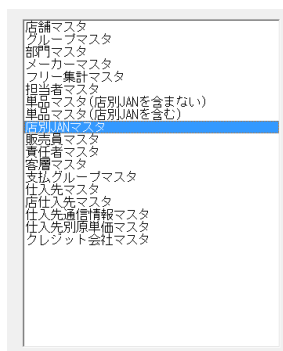 店舗マスタ
グループマスタ
部門マスタ
メーカーマスタ
フリー集計マスタ
担当者マスタ
単品マスタ(店別JANを含まない)
単品マスタ(店別JANを含む)
店別JANマスタ
販売員マスタ
責任者マスタ
客層マスタ
支払グループマスタ
仕入先マスタ
店仕入先マスタ
仕入先通信情報マスタ
仕入先別原単価マスタ
クレジット会社マスタ